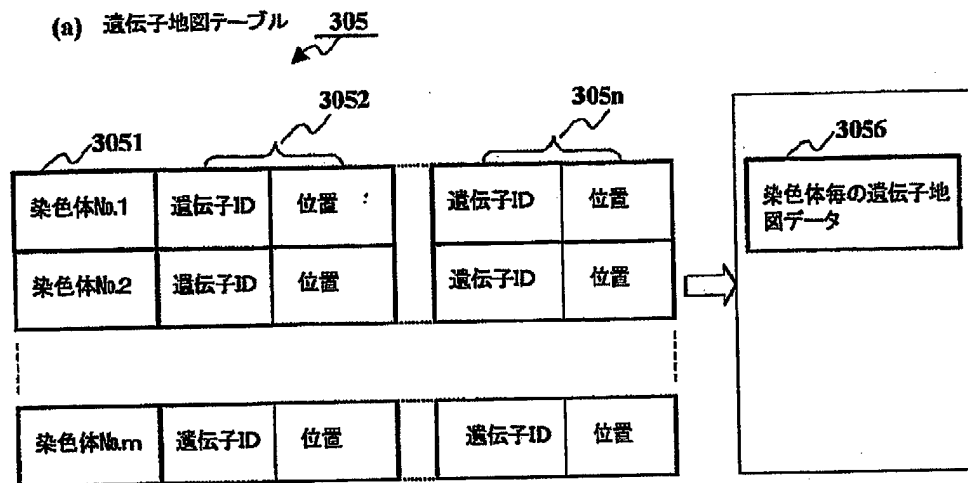 (a) 遺伝子地図テーブル 305
3051
3052
305n
3056
染色体No.1 遺伝子ID 位置 遺伝子ID 位置
染色体No.2 遺伝子ID 位置 遺伝子ID 位置
染色体No.m 遺伝子ID 位置 遺伝子ID 位置
染色体毎の遺伝子地
図データ